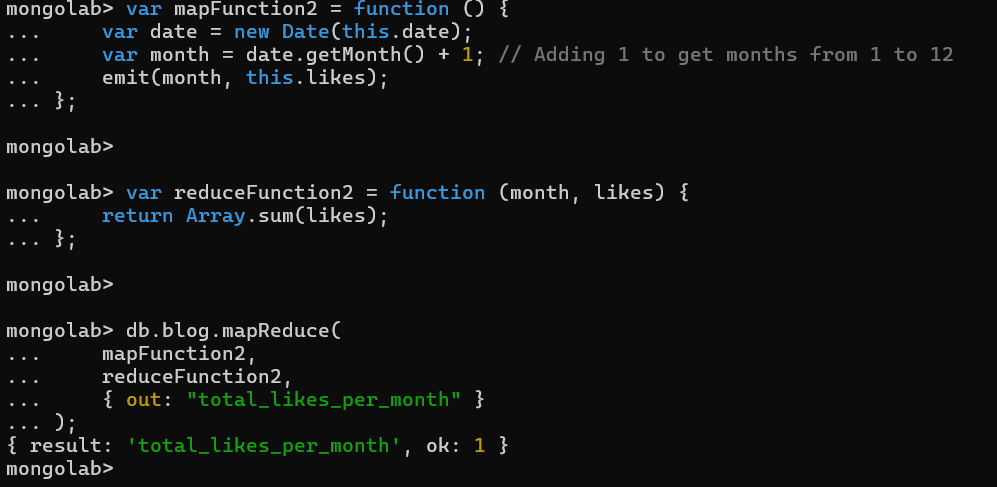 mongolab> var mapFunction2 = function () {
...     var date = new Date(this.date);
...     var month = date.getMonth() + 1; // Adding 1 to get months from 1 to 12
...     emit(month, this.likes);
... };
mongolab>
mongolab> var reduceFunction2 = function (month, likes) {
...     return Array.sum(likes);
... };
mongolab>
mongolab> db.blog.mapReduce(
...     mapFunction2,
...     reduceFunction2,
...     { out: "total_likes_per_month" }
... );
{ result: 'total_likes_per_month', ok: 1 }
mongolab>